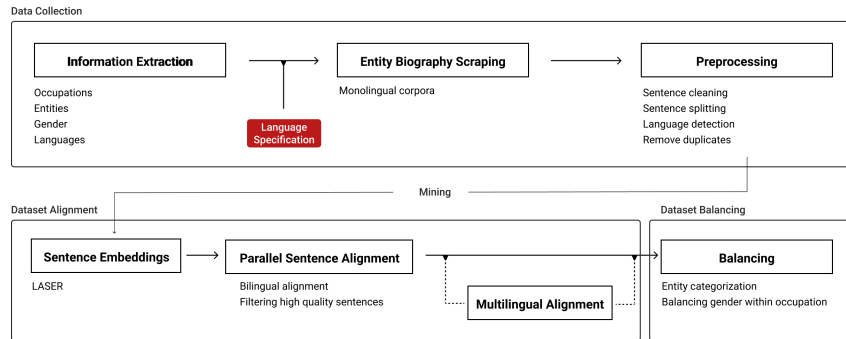 Data Collection
Information Extraction
Entity Biography Scraping
Preprocessing
Occupations
Entities
Gender
Languages
Language
Specification
Monolingual corpora
Sentence cleaning
Sentence splitting
Language detection
Remove duplicates
Mining
Dataset Alignment
Dataset Balancing
Sentence Embeddings
Parallel Sentence Alignment
Balancing
LASER
Bilingual alignment
Filtering high quality sentences
Multilingual Alignment
Entity categorization
Balancing gender within occupation